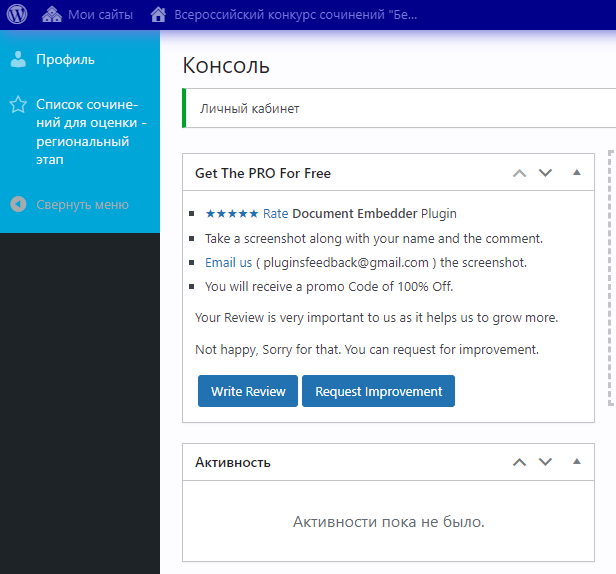 Мои сайты
Всероссийский конкурс сочинений "Бе...
Профиль
Список сочине-
ний для оценки -
региональный
этап
Свернуть меню
Консоль
Личный кабинет
Get The PRO For Free
★★★★★ Rate Document Embedder Plugin
Take a screenshot along with your name and the comment.
Email us ( pluginsfeedback@gmail.com ) the screenshot.
You will receive a promo Code of 100% Off.
Your Review is very important to us as it helps us to grow more.
Not happy, Sorry for that. You can request for improvement.
Write Review
Request Improvement
Активность
Активности пока не было.